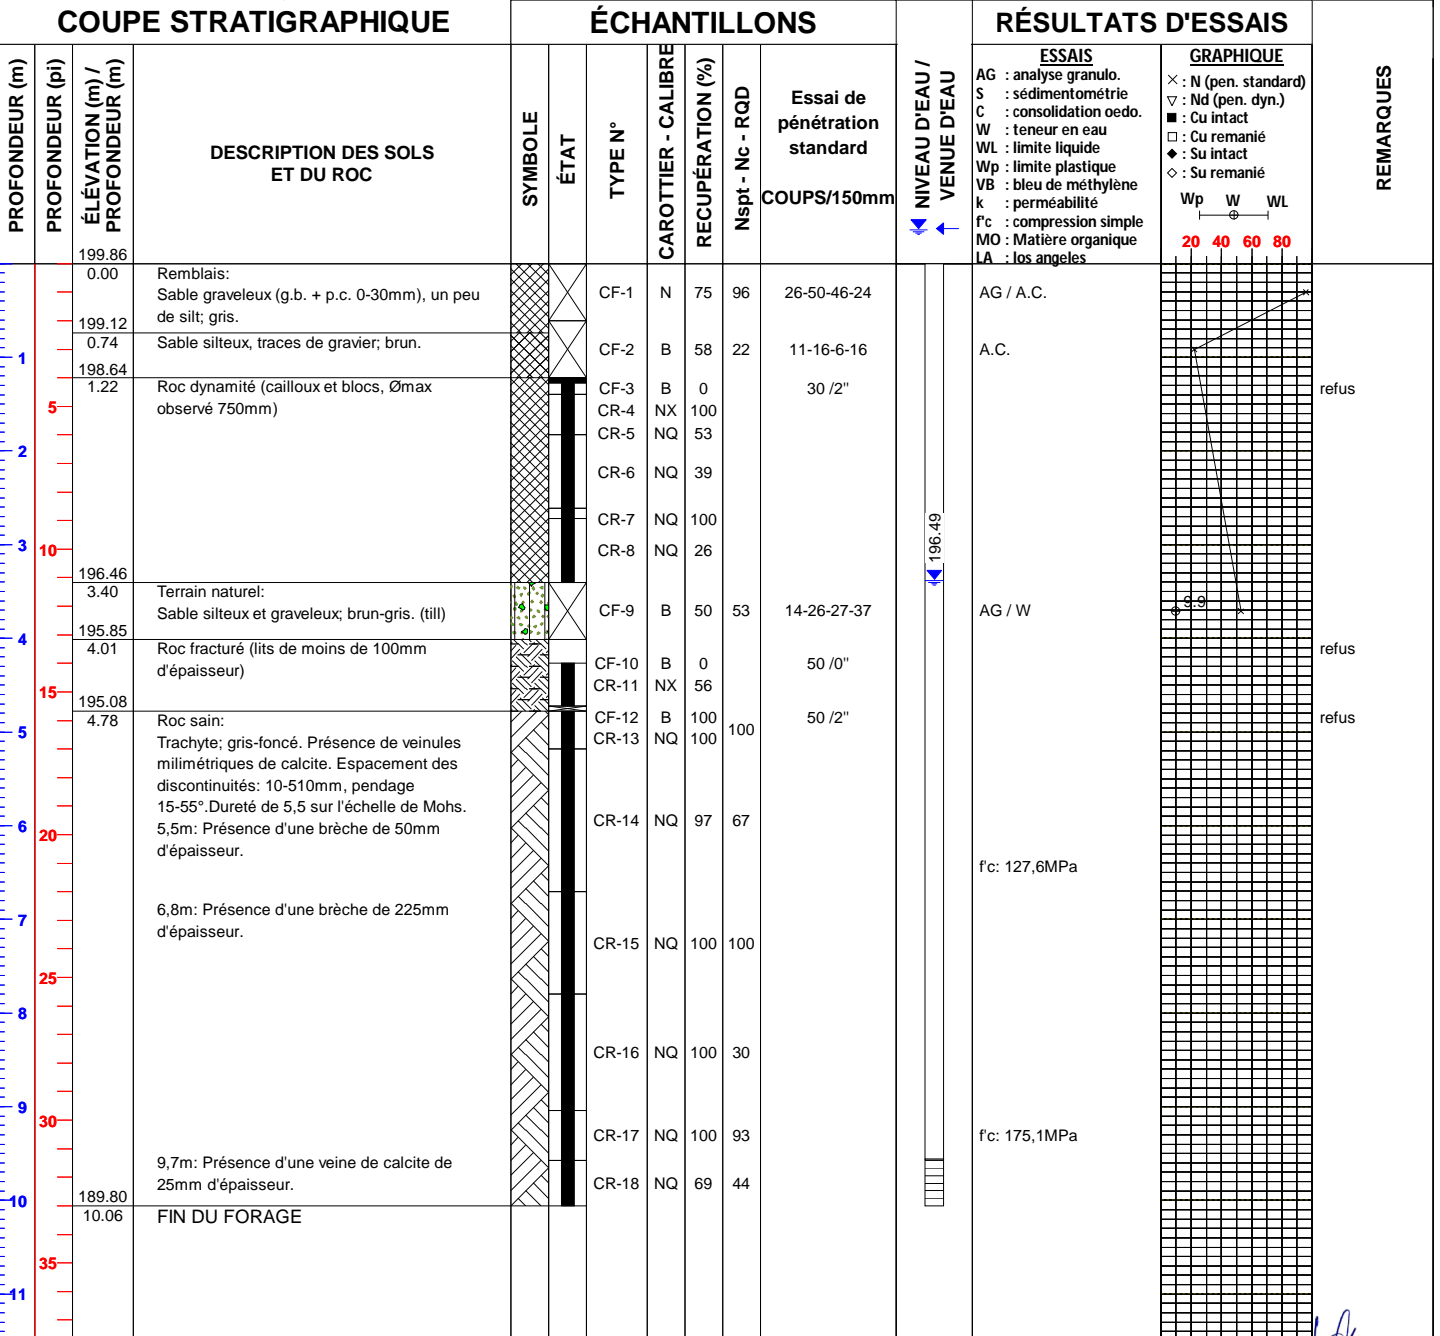 COUPE STRATIGRAPHIQUE
ÉCHANTILLONS
RÉSULTATS D'ESSAIS
PROFONDEUR (m)
PROFONDEUR (pi)
ÉLÉVATION (m) /
PROFONDEUR (m)
DESCRIPTION DES SOLS
ET DU ROC
SYMBOLE
ÉTAT
TYPE N°
CAROTTIER - CALIBRE
RECUPÉRATION (%)
Nspt - Nc - RQD
Essai de
pénétration
standard
COUPS/150mm
NIVEAU D'EAU /
VENUE D'EAU
ESSAIS
AG : analyse granulo.
S : sédimentométrie
C : consolidation oedo.
W : teneur en eau
WL : limite liquide
Wp : limite plastique
VB : bleu de méthylène
k : perméabilité
f'c : compression simple
MO : Matière organique
LA : los angeles
GRAPHIQUE
× : N (pen. standard)
▽ : Nd (pen. dyn.)
■ : Cu intact
□ : Cu remanié
◆ : Su intact
◇ : Su remanié
Wp W WL
20 40 60 80
REMARQUES
199.86
0.00 Remblais:
Sable graveleux (g.b. + p.c. 0-30mm), un peu
de silt; gris.
CF-1 N 75 96 26-50-46-24 AG / A.C.
199.12
0.74 Sable silteux, traces de gravier; brun.
CF-2 B 58 22 11-16-6-16 A.C.
1
198.64
1.22 Roc dynamité (cailloux et blocs, Ømax
observé 750mm)
CF-3 B 0 30 /2" refus
5
CR-4 NX 100
CR-5 NQ 53
2
CR-6 NQ 39
CR-7 NQ 100
196.49
3
10
CR-8 NQ 26
196.46
3.40 Terrain naturel:
Sable silteux et graveleux; brun-gris. (till)
CF-9 B 50 53 14-26-27-37 AG / W 9.9
195.85
4
4.01 Roc fracturé (lits de moins de 100mm
d'épaisseur)
refus
CF-10 B 0 50 /0"
CR-11 NX 56
15
195.08
4.78 Roc sain:
CF-12 B 100 50 /2" refus
5
CR-13 NQ 100 100
Trachyte; gris-foncé. Présence de veinules
milimétriques de calcite. Espacement des
discontinuités: 10-510mm, pendage
15-55°.Dureté de 5,5 sur l'échelle de Mohs.
5,5m: Présence d'une brèche de 50mm
d'épaisseur.
CR-14 NQ 97 67
6
20
f'c: 127,6MPa
6,8m: Présence d'une brèche de 225mm
d'épaisseur.
7
CR-15 NQ 100 100
25
8
CR-16 NQ 100 30
9
30
CR-17 NQ 100 93 f'c: 175,1MPa
9,7m: Présence d'une veine de calcite de
25mm d'épaisseur.
CR-18 NQ 69 44
189.80
10
10.06 FIN DU FORAGE
35
11